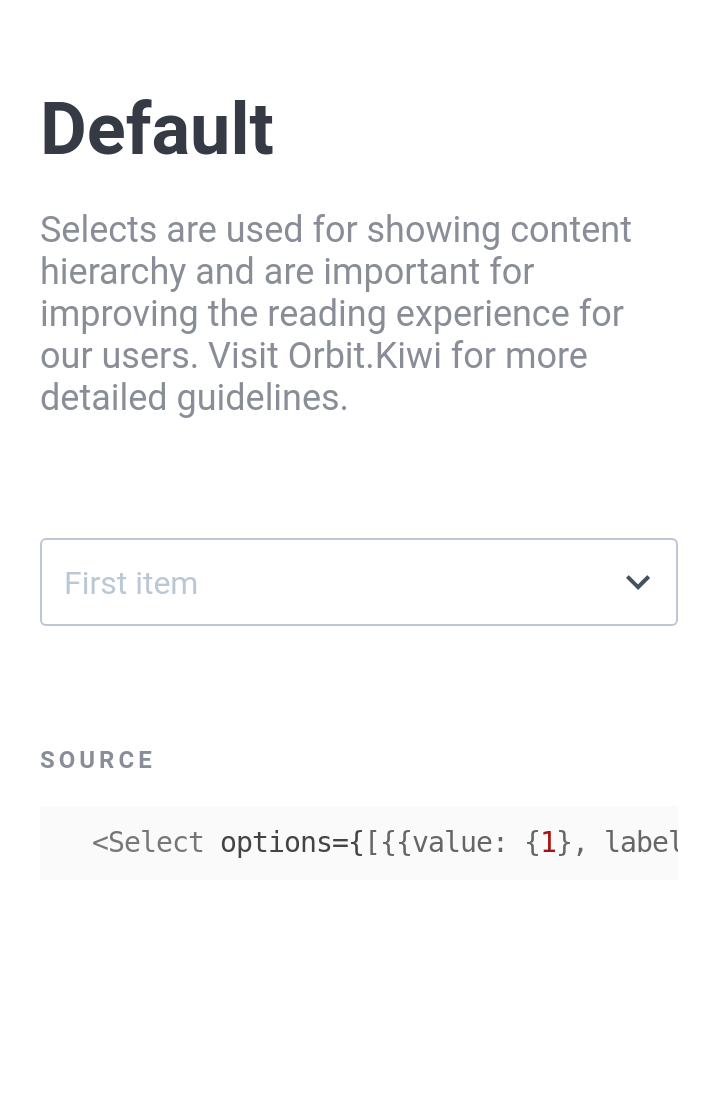 Default
Selects are used for showing content
hierarchy and are important for
improving the reading experience for
our users. Visit Orbit.Kiwi for more
detailed guidelines.
First item
SOURCE
<Select options={[{{value: {1}, label